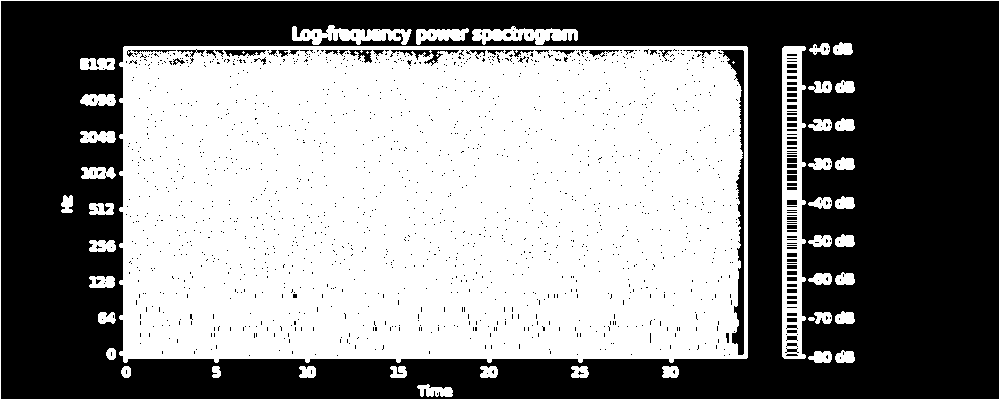 Log-frequency power spectrogram
Hz
8192
4096
2048
1024
512
256
128
64
0
0 5 10 15 20 25 30
Time
+0 dB
-10 dB
-20 dB
-30 dB
-40 dB
-50 dB
-60 dB
-70 dB
-80 dB